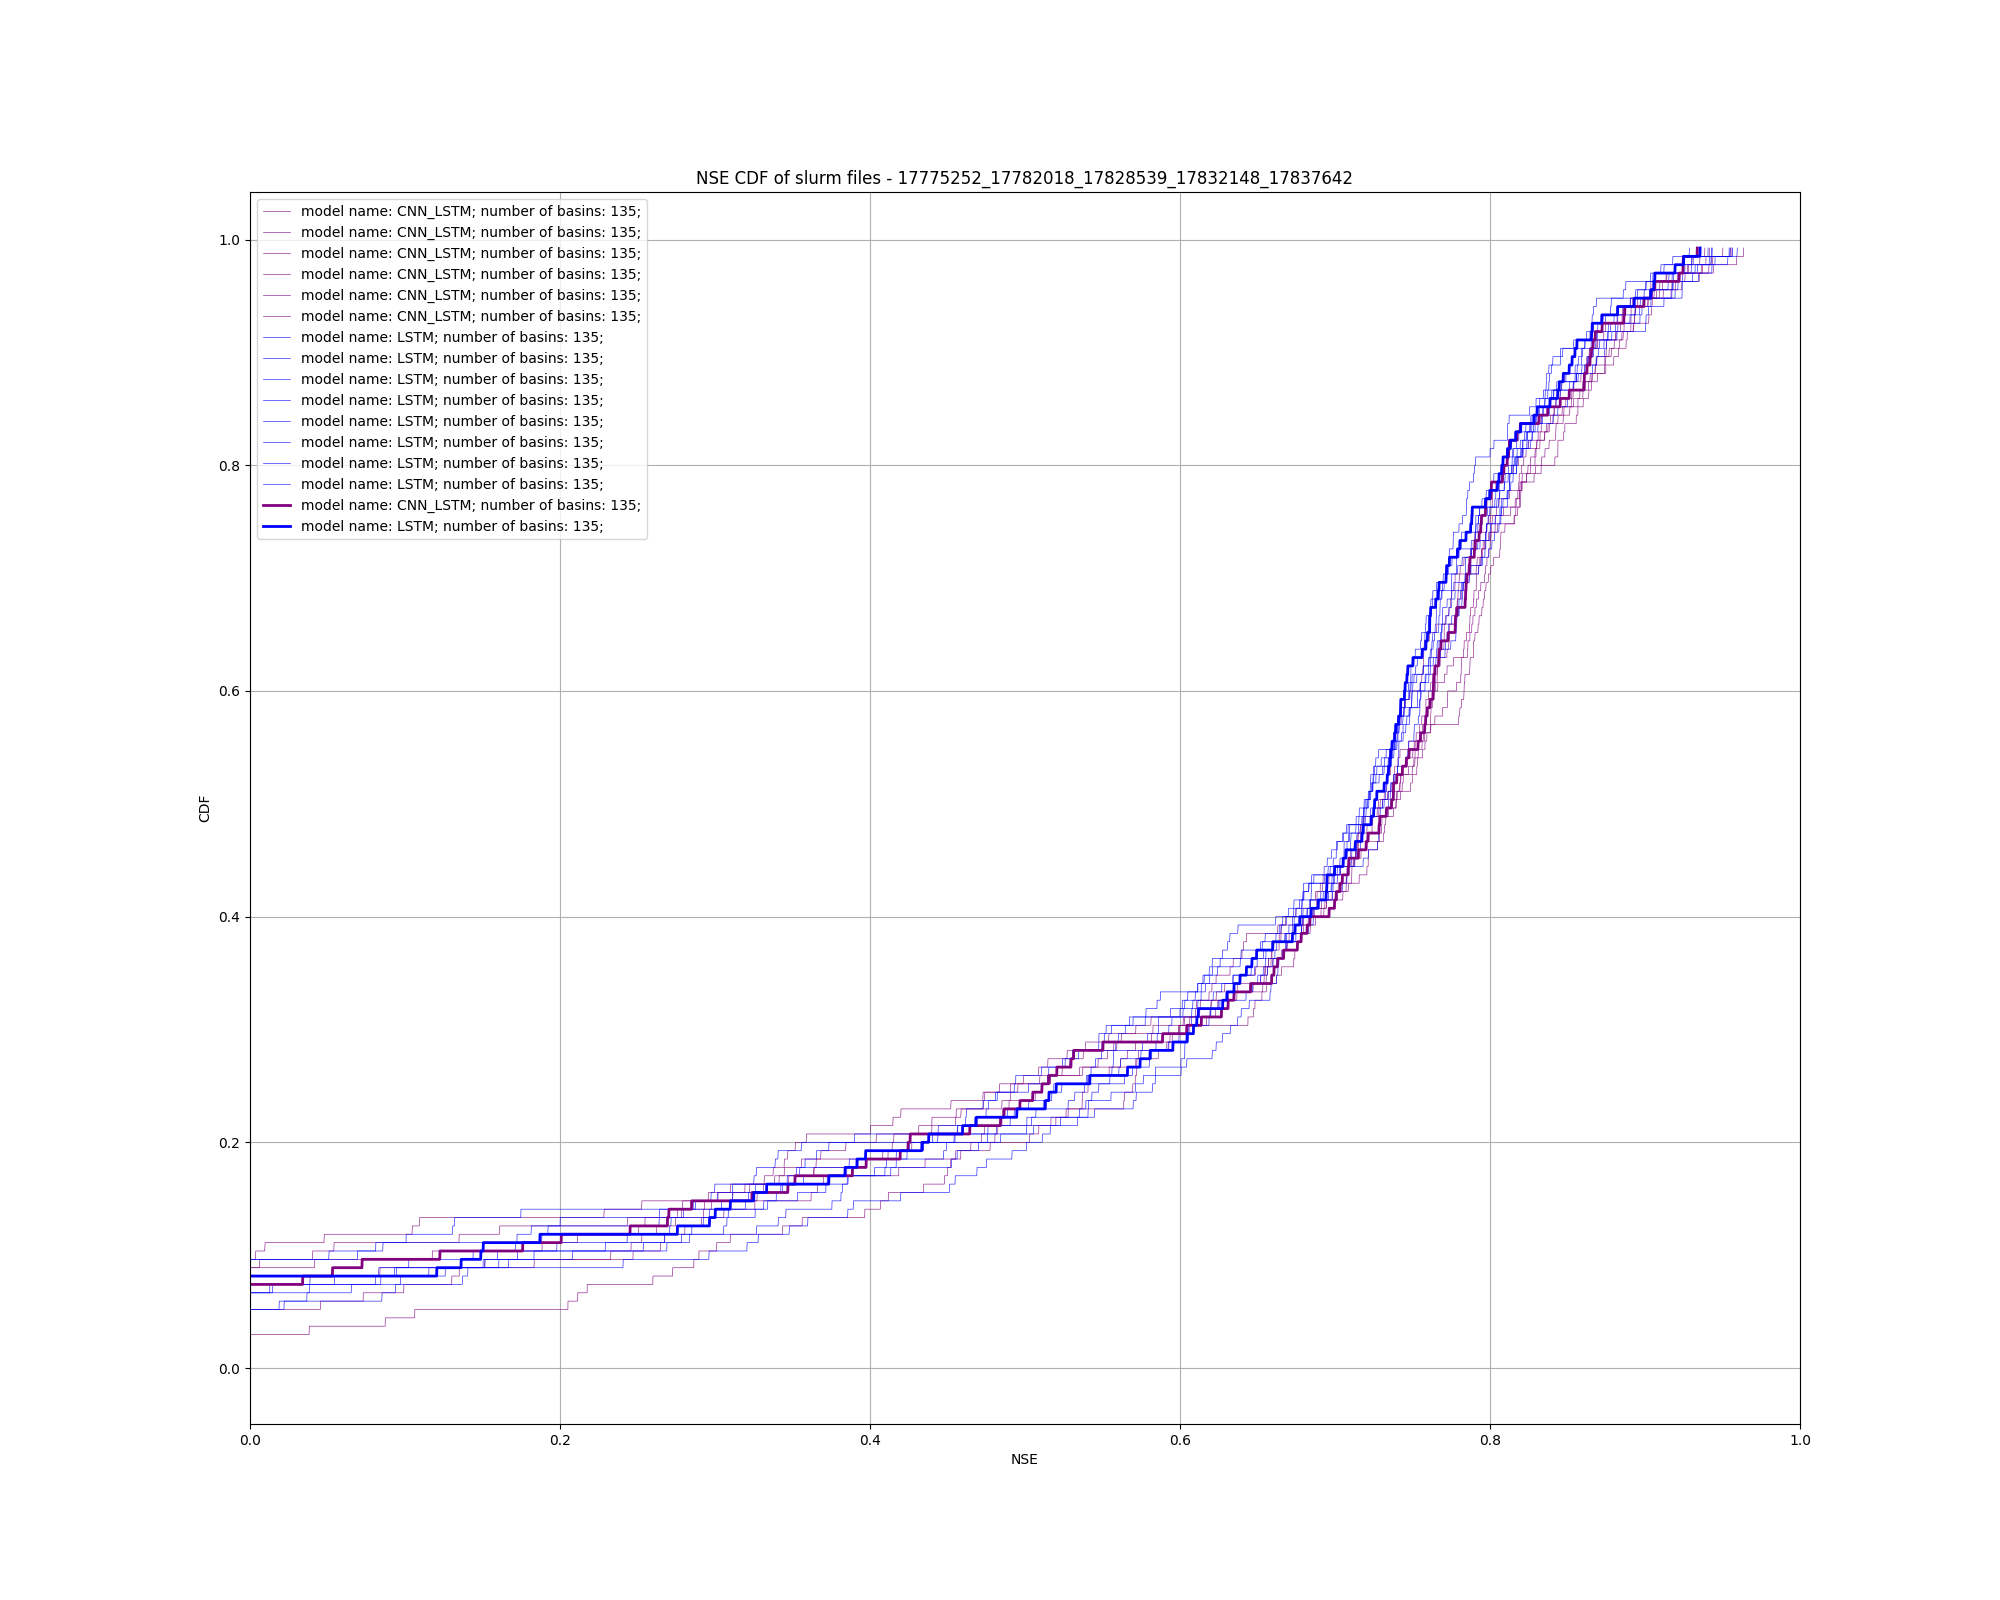 NSE CDF of slurm files - 17775252_17782018_17828539_17832148_17837642
model name: CNN_LSTM; number of basins: 135;
model name: CNN_LSTM; number of basins: 135;
model name: CNN_LSTM; number of basins: 135;
model name: CNN_LSTM; number of basins: 135;
model name: CNN_LSTM; number of basins: 135;
model name: CNN_LSTM; number of basins: 135;
model name: LSTM; number of basins: 135;
model name: LSTM; number of basins: 135;
model name: LSTM; number of basins: 135;
model name: LSTM; number of basins: 135;
model name: LSTM; number of basins: 135;
model name: LSTM; number of basins: 135;
model name: LSTM; number of basins: 135;
model name: LSTM; number of basins: 135;
model name: CNN_LSTM; number of basins: 135;
model name: LSTM; number of basins: 135;
1.0
0.8
0.6
0.4
0.2
0.0
CDF
0.0 0.2 0.4 0.6 0.8 1.0
NSE